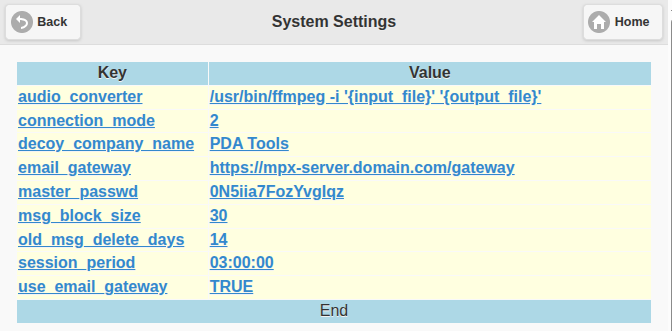 Back System Settings Home
Key Value
audio_converter /usr/bin/ffmpeg -i '{input_file}' '{output_file}'
connection_mode 2
decoy_company_name PDA Tools
email_gateway https://mpx-server.domain.com/gateway
master_passwd 0N5iia7FozYvglqz
msg_block_size 30
old_msg_delete_days 14
session_period 03:00:00
use_email_gateway TRUE
End